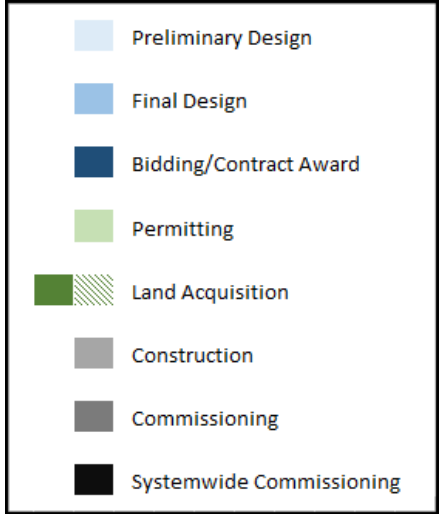 Preliminary Design
Final Design
Bidding/Contract Award
Permitting
Land Acquisition
Construction
Commissioning
Systemwide Commissioning